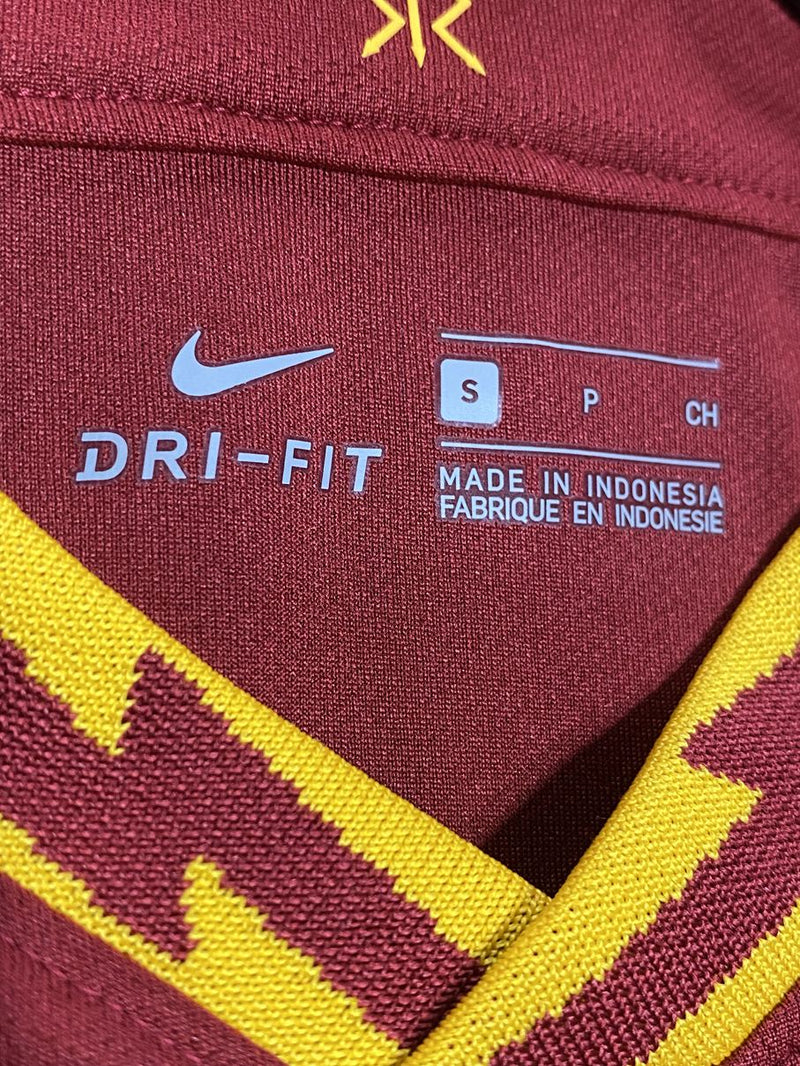 DRI-FIT
S P CH
MADE IN INDONESIA
FABRIQUE EN INDONESIE